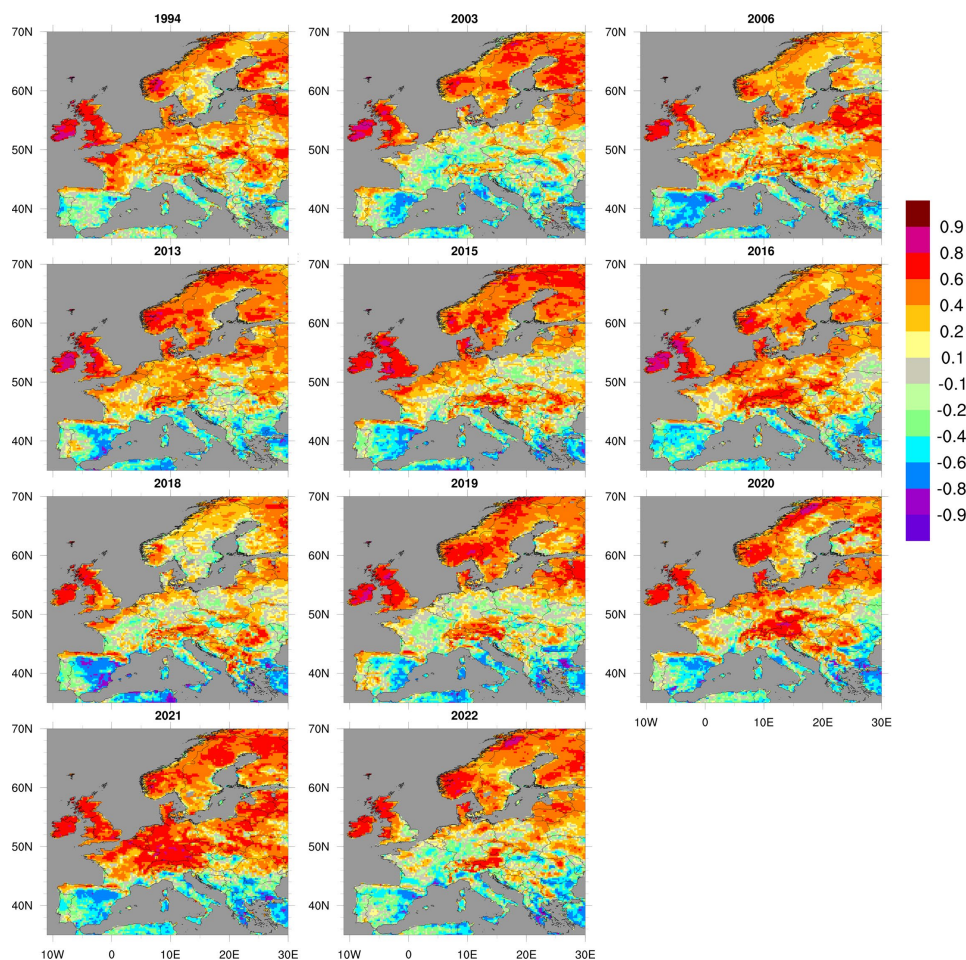 1994 2003 2006
70N 70N 70N
60N 60N 60N
50N 50N 50N
40N 40N 40N
2013 2015 2016
70N 70N 70N
60N 60N 60N
50N 50N 50N
40N 40N 40N
0.9
0.8
0.6
0.4
0.2
0.1
-0.1
-0.2
-0.4
-0.6
-0.8
-0.9
2018 2019 2020
70N 70N 70N
60N 60N 60N
50N 50N 50N
40N 40N 40N
10W 0 10E 20E 30E
2021 2022
70N 70N
60N 60N
50N 50N
40N 40N
10W 0 10E 20E 30E 10W 0 10E 20E 30E